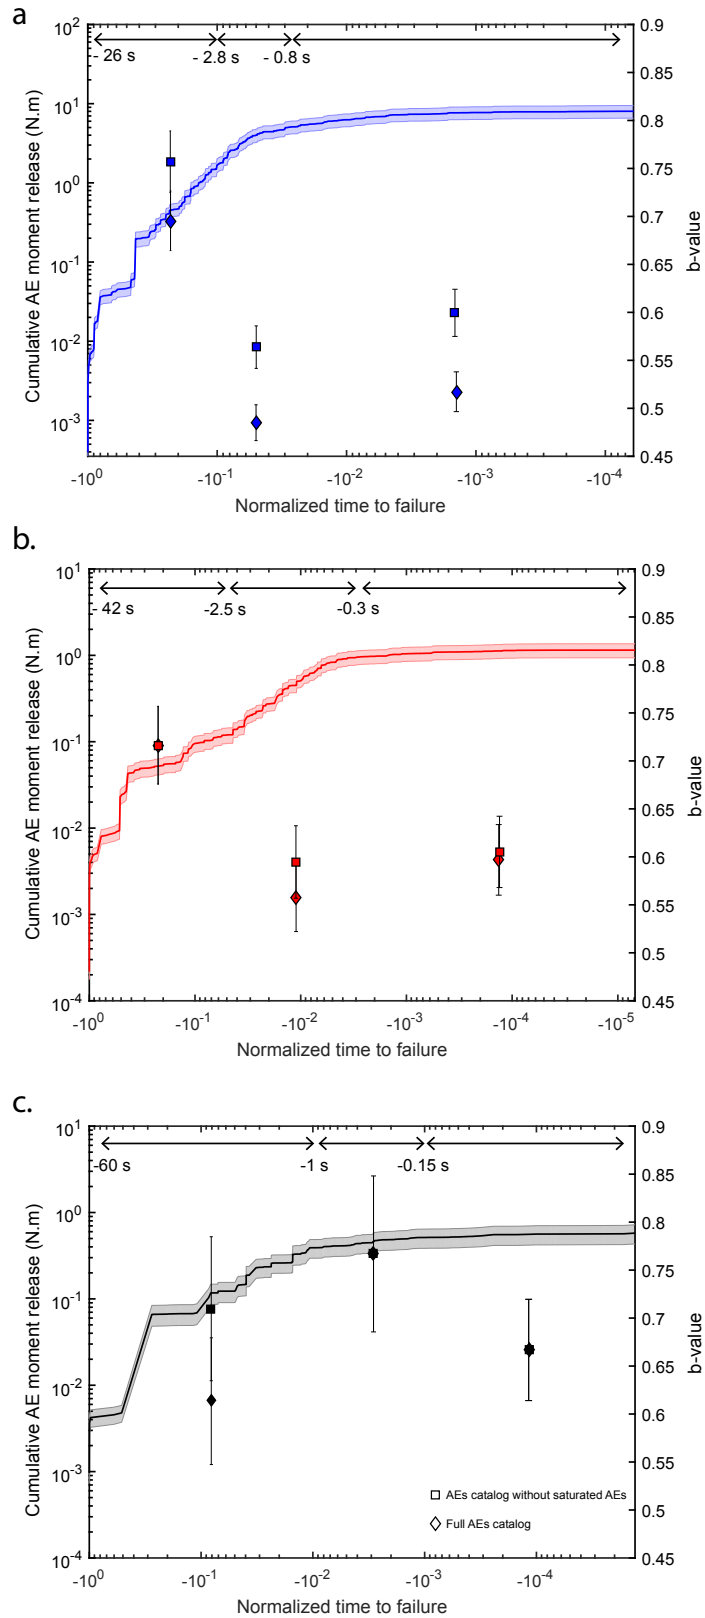 a
- 26 s
-2.8 s
-0.8 s
10²
10¹
10⁰
10⁻¹
10⁻²
10⁻³
Cumulative AE moment release (N.m)
0.9
0.85
0.8
0.75
0.7
0.65
0.6
0.55
0.5
0.45
b-value
-10⁰
-10⁻¹
-10⁻²
-10⁻³
-10⁻⁴
Normalized time to failure
b.
- 42 s
-2.5 s
-0.3 s
10¹
10⁰
10⁻¹
10⁻²
10⁻³
10⁻⁴
Cumulative AE moment release (N.m)
0.9
0.85
0.8
0.75
0.7
0.65
0.6
0.55
0.5
0.45
b-value
-10⁰
-10⁻¹
-10⁻²
-10⁻³
-10⁻⁴
-10⁻⁵
Normalized time to failure
c.
-60 s
-1 s
-0.15 s
10¹
10⁰
10⁻¹
10⁻²
10⁻³
10⁻⁴
Cumulative AE moment release (N.m)
0.9
0.85
0.8
0.75
0.7
0.65
0.6
0.55
0.5
0.45
b-value
AEs catalog without saturated AEs
Full AEs catalog
-10⁰
-10⁻¹
-10⁻²
-10⁻³
-10⁻⁴
Normalized time to failure